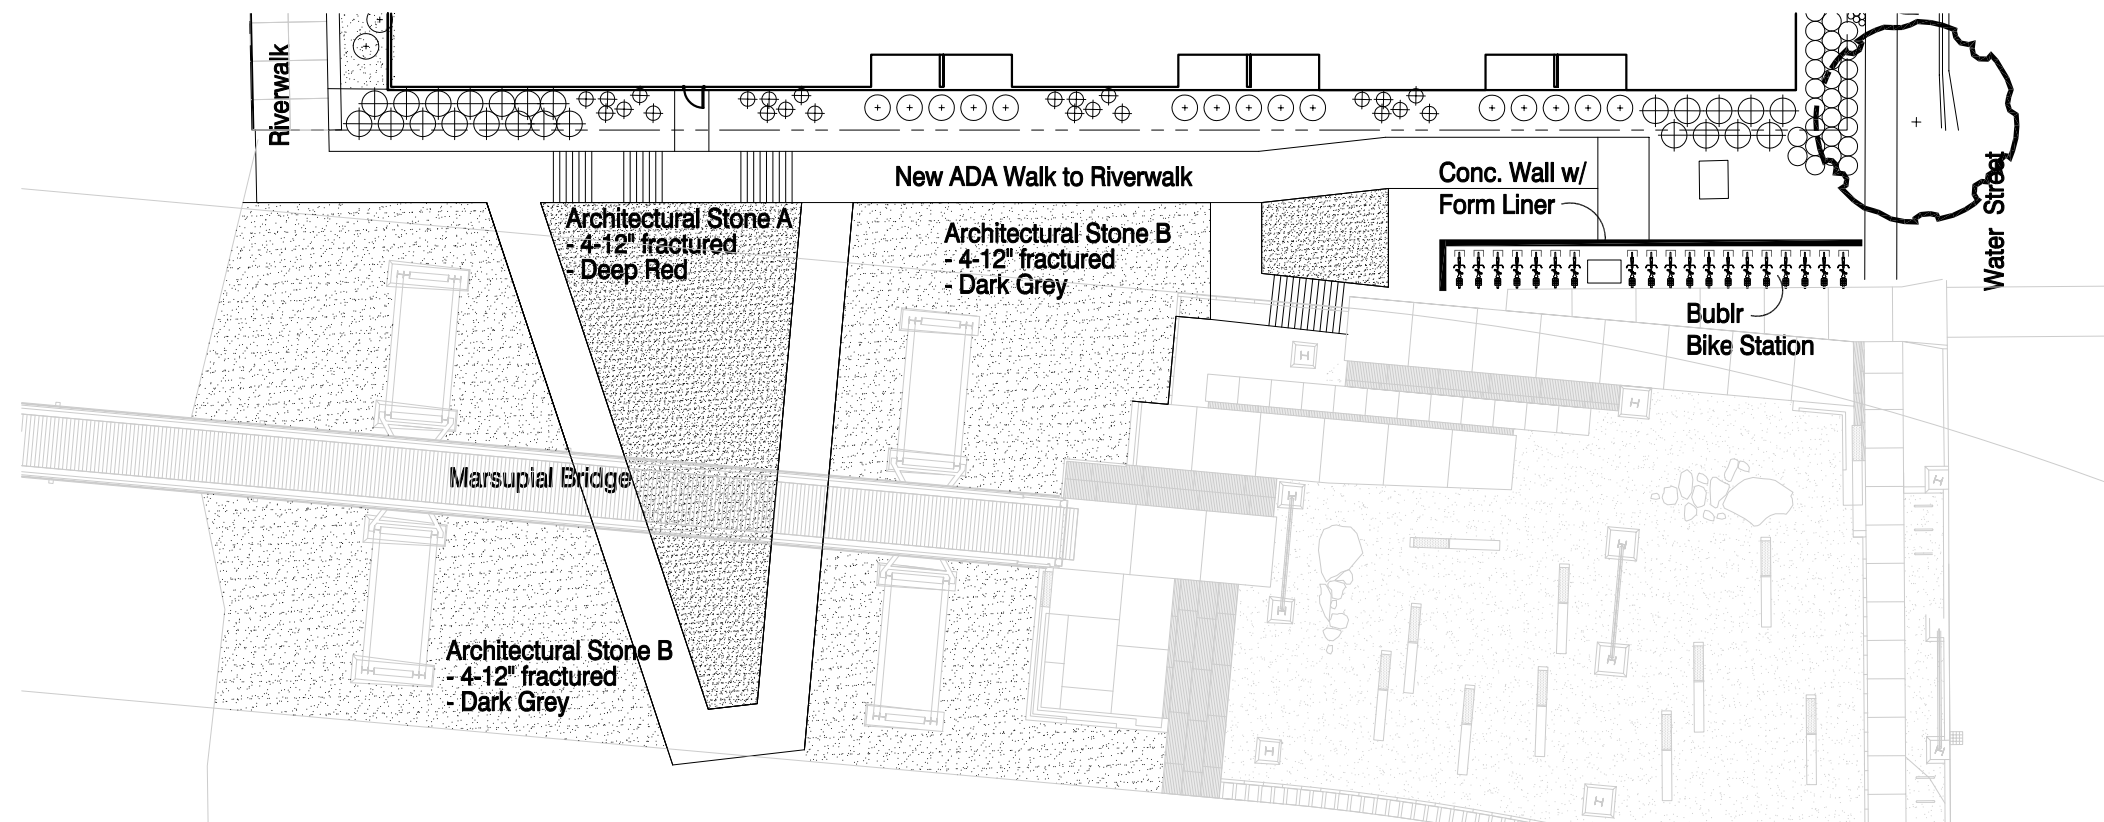 Riverwalk
New ADA Walk to Riverwalk
Conc. Wall w/
Form Liner
Water Street
Architectural Stone A
- 4-12" fractured
- Deep Red
Architectural Stone B
- 4-12" fractured
- Dark Grey
Bublr
Bike Station
Marsupial Bridge
Architectural Stone B
- 4-12" fractured
- Dark Grey